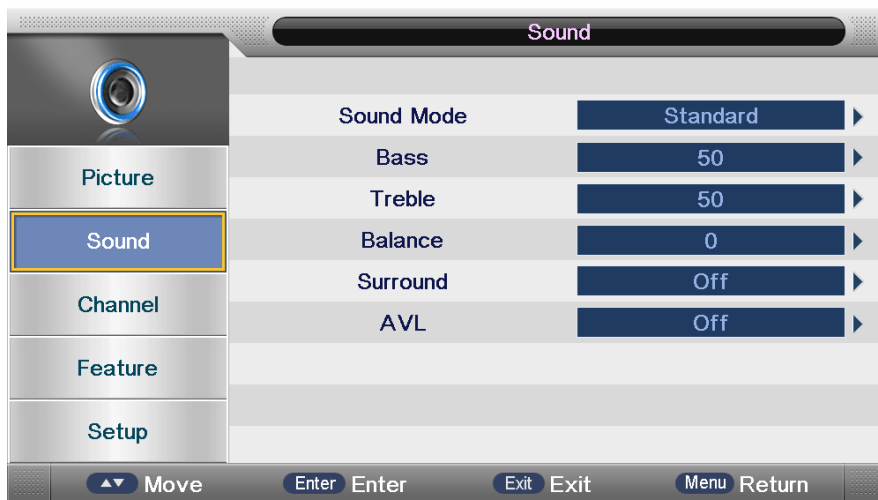 Sound
Picture
Sound
Channel
Feature
Setup
Sound Mode Standard
Bass 50
Treble 50
Balance 0
Surround Off
AVL Off
▲▼ Move Enter Enter Exit Exit Menu Return